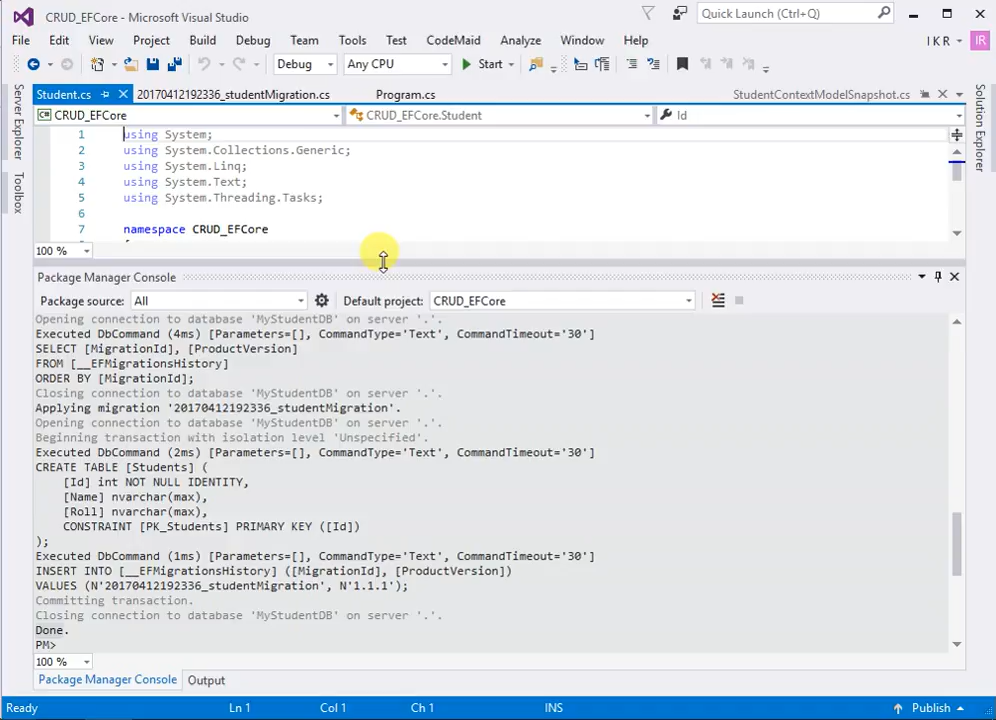 CRUD_EFCore - Microsoft Visual Studio
Quick Launch (Ctrl+Q)
File Edit View Project Build Debug Team Tools Test CodeMaid Analyze Window Help
I K R
IR
Debug Any CPU Start
Server Explorer
Toolbox
Solution Explorer
Student.cs 20170412192336_studentMigration.cs Program.cs StudentContextModelSnapshot.cs
CRUD_EFCore CRUD_EFCore.Student Id
1 using System;
2 using System.Collections.Generic;
3 using System.Linq;
4 using System.Text;
5 using System.Threading.Tasks;
6
7 namespace CRUD_EFCore
100 %
Package Manager Console
Package source: All Default project: CRUD_EFCore
Opening connection to database 'MyStudentDB' on server '.'.
Executed DbCommand (4ms) [Parameters=[], CommandType='Text', CommandTimeout='30']
SELECT [MigrationId], [ProductVersion]
FROM [__EFMigrationsHistory]
ORDER BY [MigrationId];
Closing connection to database 'MyStudentDB' on server '.'.
Applying migration '20170412192336_studentMigration'.
Opening connection to database 'MyStudentDB' on server '.'.
Beginning transaction with isolation level 'Unspecified'.
Executed DbCommand (2ms) [Parameters=[], CommandType='Text', CommandTimeout='30']
CREATE TABLE [Students] (
[Id] int NOT NULL IDENTITY,
[Name] nvarchar(max),
[Roll] nvarchar(max),
CONSTRAINT [PK_Students] PRIMARY KEY ([Id])
);
Executed DbCommand (1ms) [Parameters=[], CommandType='Text', CommandTimeout='30']
INSERT INTO [__EFMigrationsHistory] ([MigrationId], [ProductVersion])
VALUES (N'20170412192336_studentMigration', N'1.1.1');
Committing transaction.
Closing connection to database 'MyStudentDB' on server '.'.
Done.
PM>
100 %
Package Manager Console Output
Ready Ln 1 Col 1 Ch 1 INS Publish